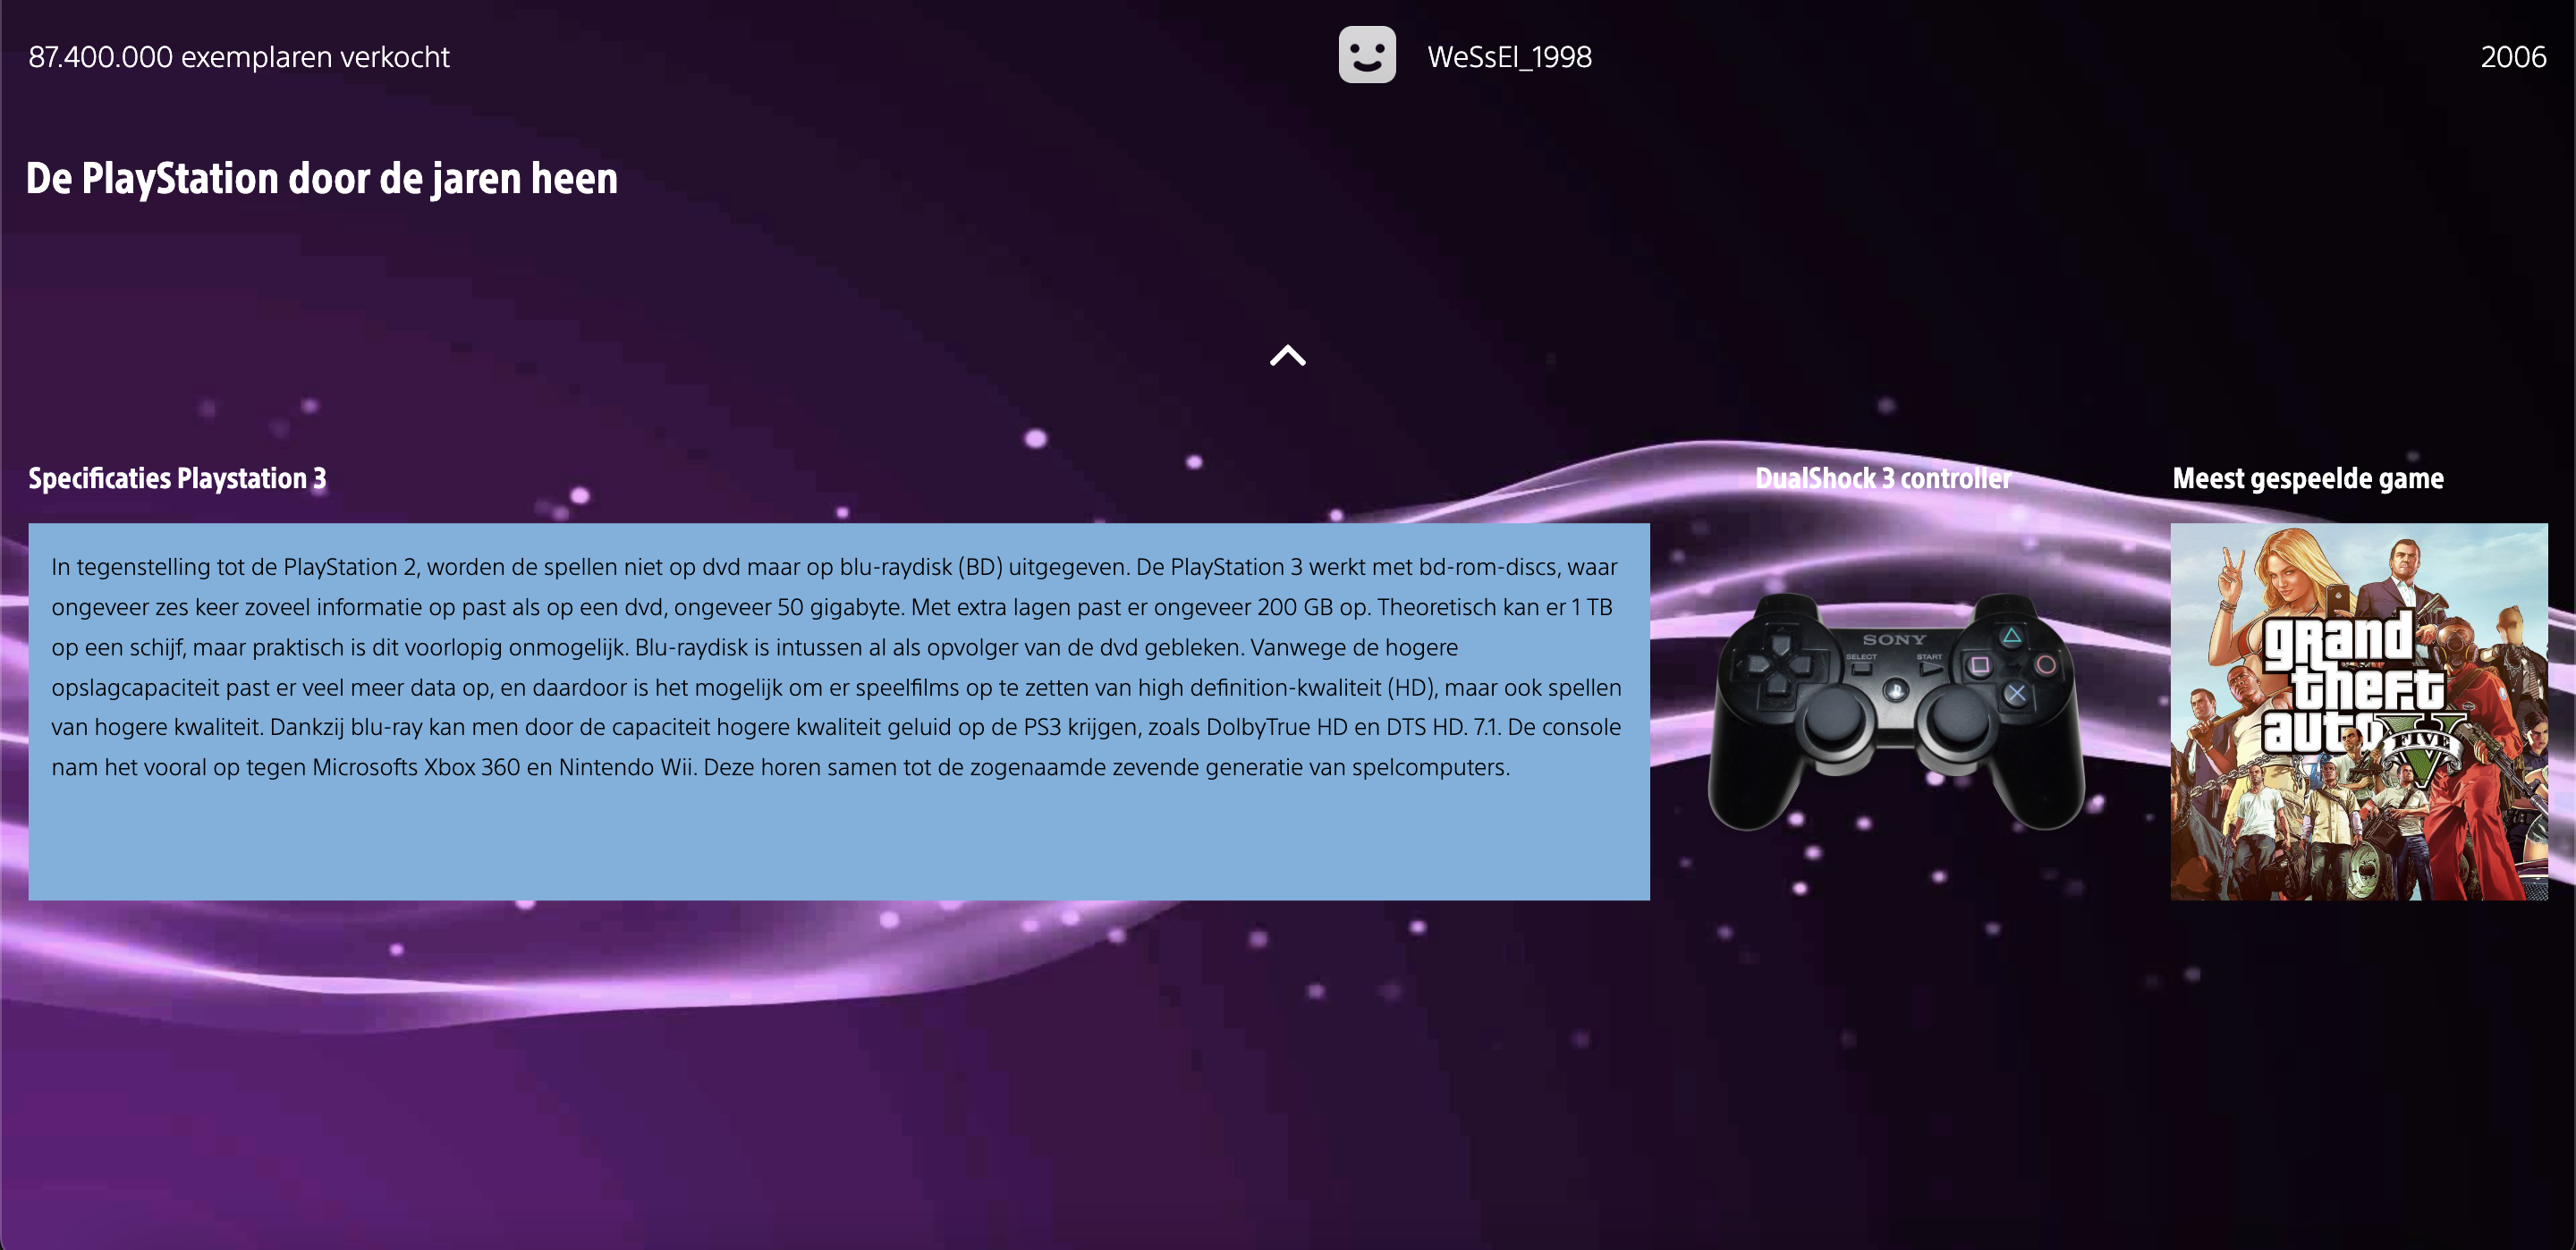 87.400.000 exemplaren verkocht
WeSsEl_1998
2006
De PlayStation door de jaren heen
Specificaties Playstation 3
DualShock 3 controller
Meest gespeelde game
In tegenstelling tot de PlayStation 2, worden de spellen niet op dvd maar op blu-raydisk (BD) uitgegeven. De PlayStation 3 werkt met bd-rom-discs, waar
ongeveer zes keer zoveel informatie op past als op een dvd, ongeveer 50 gigabyte. Met extra lagen past er ongeveer 200 GB op. Theoretisch kan er 1 TB
op een schijf, maar praktisch is dit voorlopig onmogelijk. Blu-raydisk is intussen al als opvolger van de dvd gebleken. Vanwege de hogere
opslagcapaciteit past er veel meer data op, en daardoor is het mogelijk om er speelfilms op te zetten van high definition-kwaliteit (HD), maar ook spellen
van hogere kwaliteit. Dankzij blu-ray kan men door de capaciteit hogere kwaliteit geluid op de PS3 krijgen, zoals DolbyTrue HD en DTS HD. 7.1. De console
nam het vooral op tegen Microsofts Xbox 360 en Nintendo Wii. Deze horen samen tot de zogenaamde zevende generatie van spelcomputers.
SONY
SELECT
START
grand
theft
auto V
FIVE